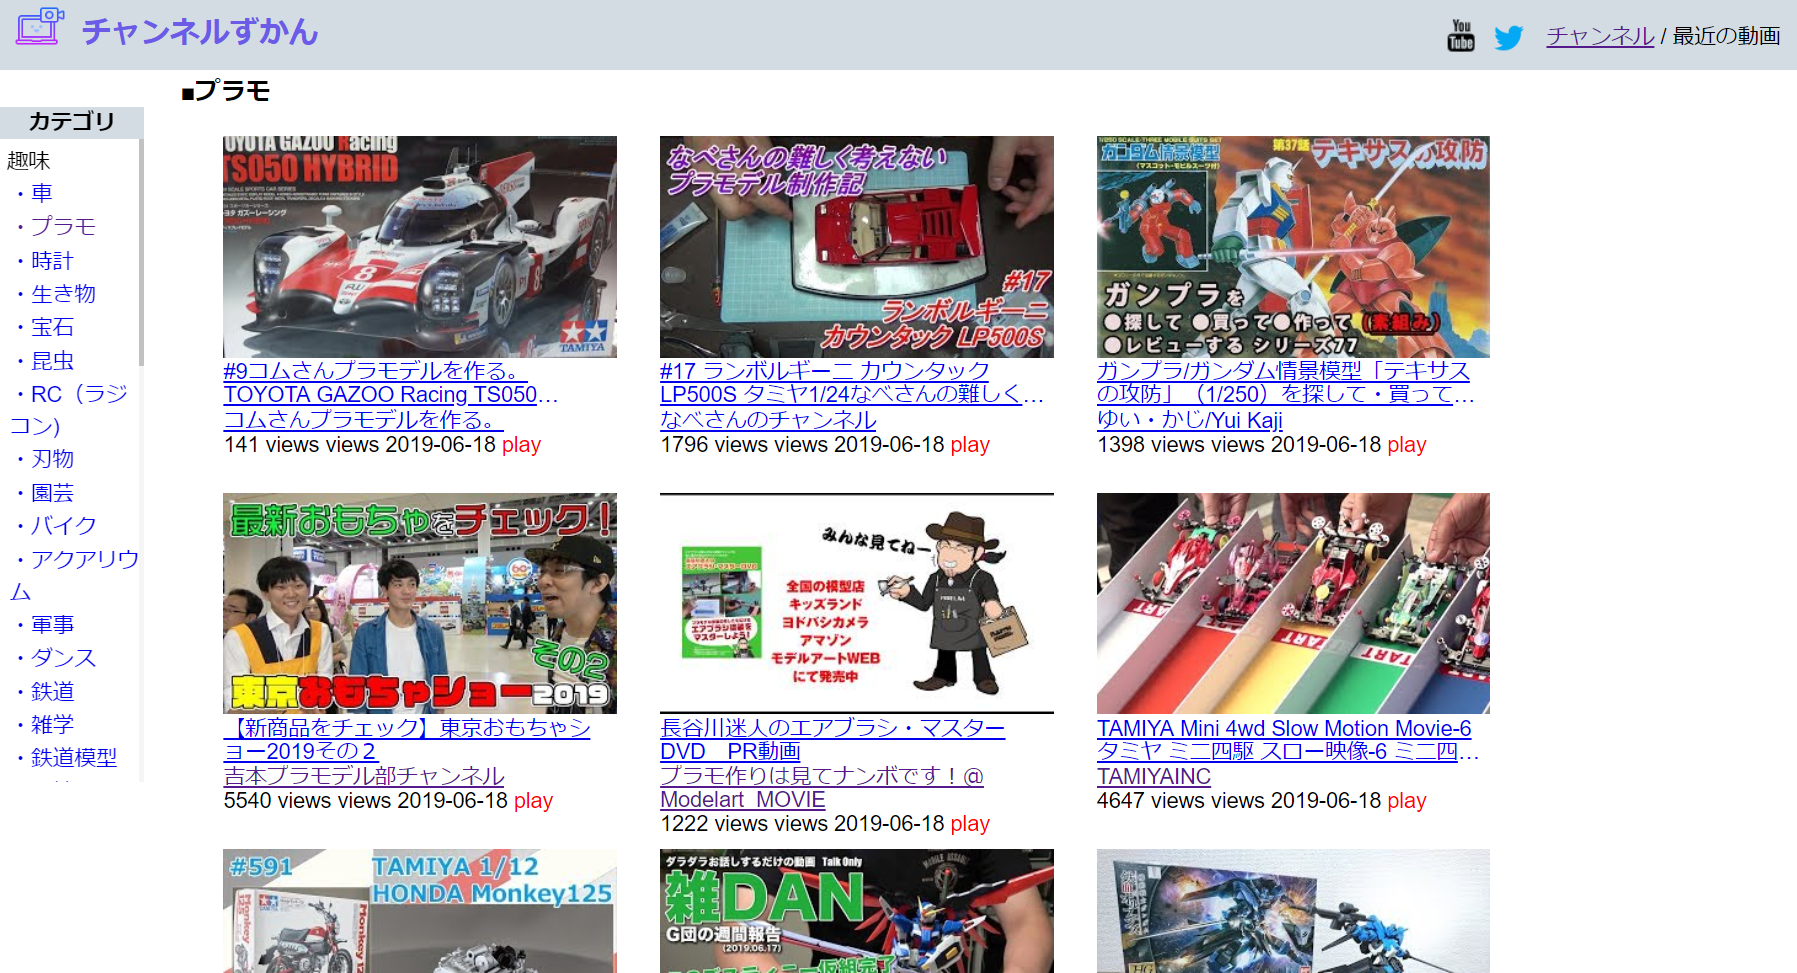 チャンネルずかん
You
Tube
チャンネル / 最近の動画
■プラモ
カテゴリ
趣味
・車
・プラモ
・時計
・生き物
・宝石
・昆虫
・RC（ラジ
コン)
・刃物
・園芸
・バイク
・アクアリウ
ム
・軍事
・ダンス
・鉄道
・雑学
・鉄道模型
TOYOTA GAZOO Racing
TS050 HYBRID
TAMIYA
#9コムさんプラモデルを作る。
TOYOTA GAZOO Racing TS050…
コムさんプラモデルを作る。
141 views views 2019-06-18 play
なべさんの難しく考えない
プラモデル制作記
#17
ランボルギーニ
カウンタック LP500S
#17 ランボルギーニ カウンタック
LP500S タミヤ1/24なべさんの難しく…
なべさんのチャンネル
1796 views views 2019-06-18 play
ガンダム情景模型
第37話 テキサスの攻防
ガンプラを
●探して ●買って●作って (素組み)
●レビューする シリーズ77
ガンプラ/ガンダム情景模型「テキサス
の攻防」（1/250）を探して・買って…
ゆい・かじ/Yui Kaji
1398 views views 2019-06-18 play
最新おもちゃをチェック！
その2
東京おもちゃショー2019
【新商品をチェック】東京おもちゃシ
ョー2019その２
吉本プラモデル部チャンネル
5540 views views 2019-06-18 play
みんな見てねー
エアブラシ塗装を
マスターしよう！
全国の模型店
キッズランド
ヨドバシカメラ
アマゾン
モデルアートWEB
にて発売中
長谷川迷人のエアブラシ・マスター
DVD　PR動画
プラモ作りは見てナンボです！@
Modelart_MOVIE
1222 views views 2019-06-18 play
START
TAMIYA Mini 4wd Slow Motion Movie-6
タミヤ ミニ四駆 スロー映像-6 ミニ四…
TAMIYAINC
4647 views views 2019-06-18 play
#591
TAMIYA 1/12
HONDA Monkey125
Monkey 125
ダラダラお話しするだけの動画 Talk Only
雑DAN
G団の週間報告
(2019.06.17)
HG